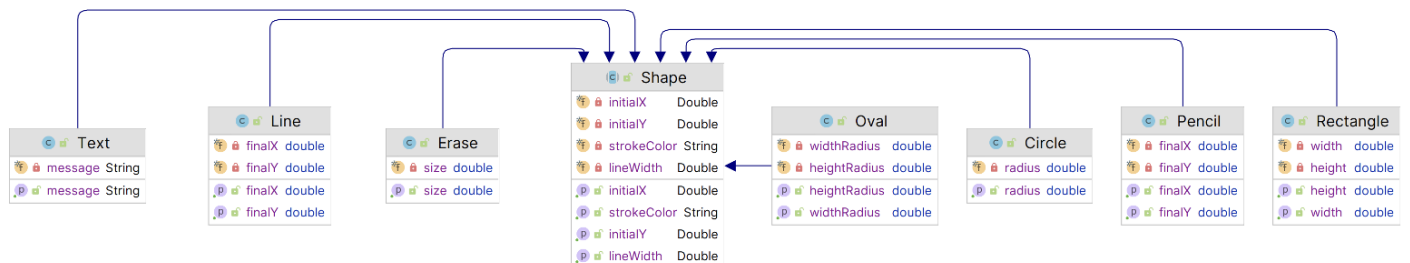 Shape
initialX Double
initialY Double
strokeColor String
lineWidth Double
initialX Double
strokeColor String
initialY Double
lineWidth Double
Text
message String
message String
Line
finalX double
finalY double
finalX double
finalY double
Erase
size double
size double
Oval
widthRadius double
heightRadius double
heightRadius double
widthRadius double
Circle
radius double
radius double
Pencil
finalX double
finalY double
finalX double
finalY double
Rectangle
width double
height double
height double
width double